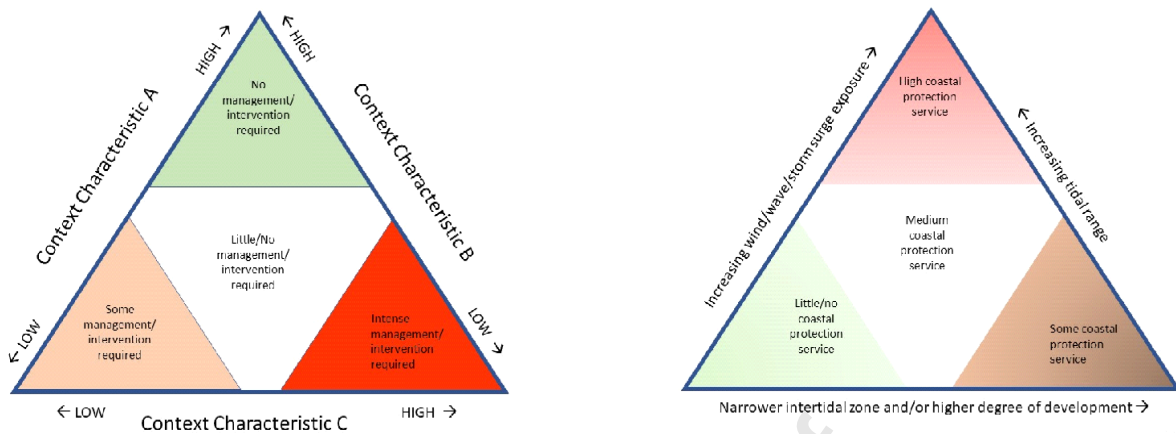 HIGH →
← HIGH
Context Characteristic A
Context Characteristic B
No
management/
intervention
required
Little/No
management/
intervention
required
Some
management/
intervention
required
Intense
management/
intervention
required
← LOW
LOW →
← LOW
HIGH →
Context Characteristic C
Increasing wind/wave/storm surge exposure →
← Increasing tidal range
High coastal
protection
service
Medium
coastal
protection
service
Little/no
coastal
protection
service
Some coastal
protection
service
Narrower intertidal zone and/or higher degree of development →